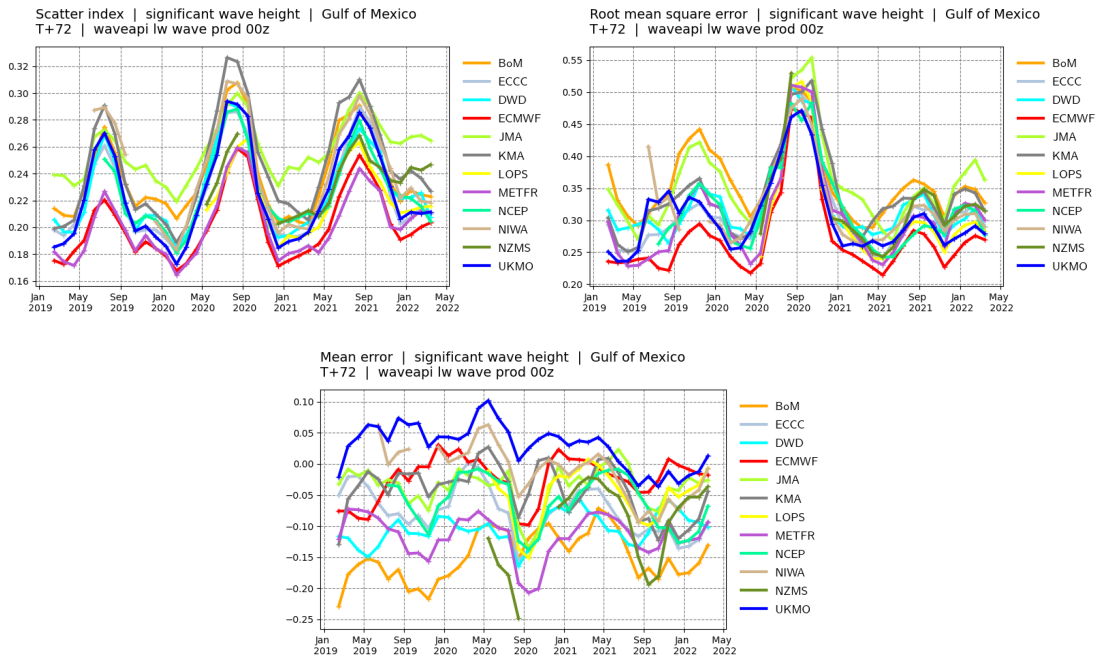 Scatter index | significant wave height | Gulf of Mexico
T+72 | waveapi lw wave prod 00z
0.32
0.30
0.28
0.26
0.24
0.22
0.20
0.18
0.16
Jan 2019
May 2019
Sep 2019
Jan 2020
May 2020
Sep 2020
Jan 2021
May 2021
Sep 2021
Jan 2022
May 2022
BoM
ECCC
DWD
ECMWF
JMA
KMA
LOPS
METFR
NCEP
NIWA
NZMS
UKMO
Root mean square error | significant wave height | Gulf of Mexico
T+72 | waveapi lw wave prod 00z
0.55
0.50
0.45
0.40
0.35
0.30
0.25
0.20
Jan 2019
May 2019
Sep 2019
Jan 2020
May 2020
Sep 2020
Jan 2021
May 2021
Sep 2021
Jan 2022
May 2022
BoM
ECCC
DWD
ECMWF
JMA
KMA
LOPS
METFR
NCEP
NIWA
NZMS
UKMO
Mean error | significant wave height | Gulf of Mexico
T+72 | waveapi lw wave prod 00z
0.10
0.05
0.00
−0.05
−0.10
−0.15
−0.20
−0.25
Jan 2019
May 2019
Sep 2019
Jan 2020
May 2020
Sep 2020
Jan 2021
May 2021
Sep 2021
Jan 2022
May 2022
BoM
ECCC
DWD
ECMWF
JMA
KMA
LOPS
METFR
NCEP
NIWA
NZMS
UKMO